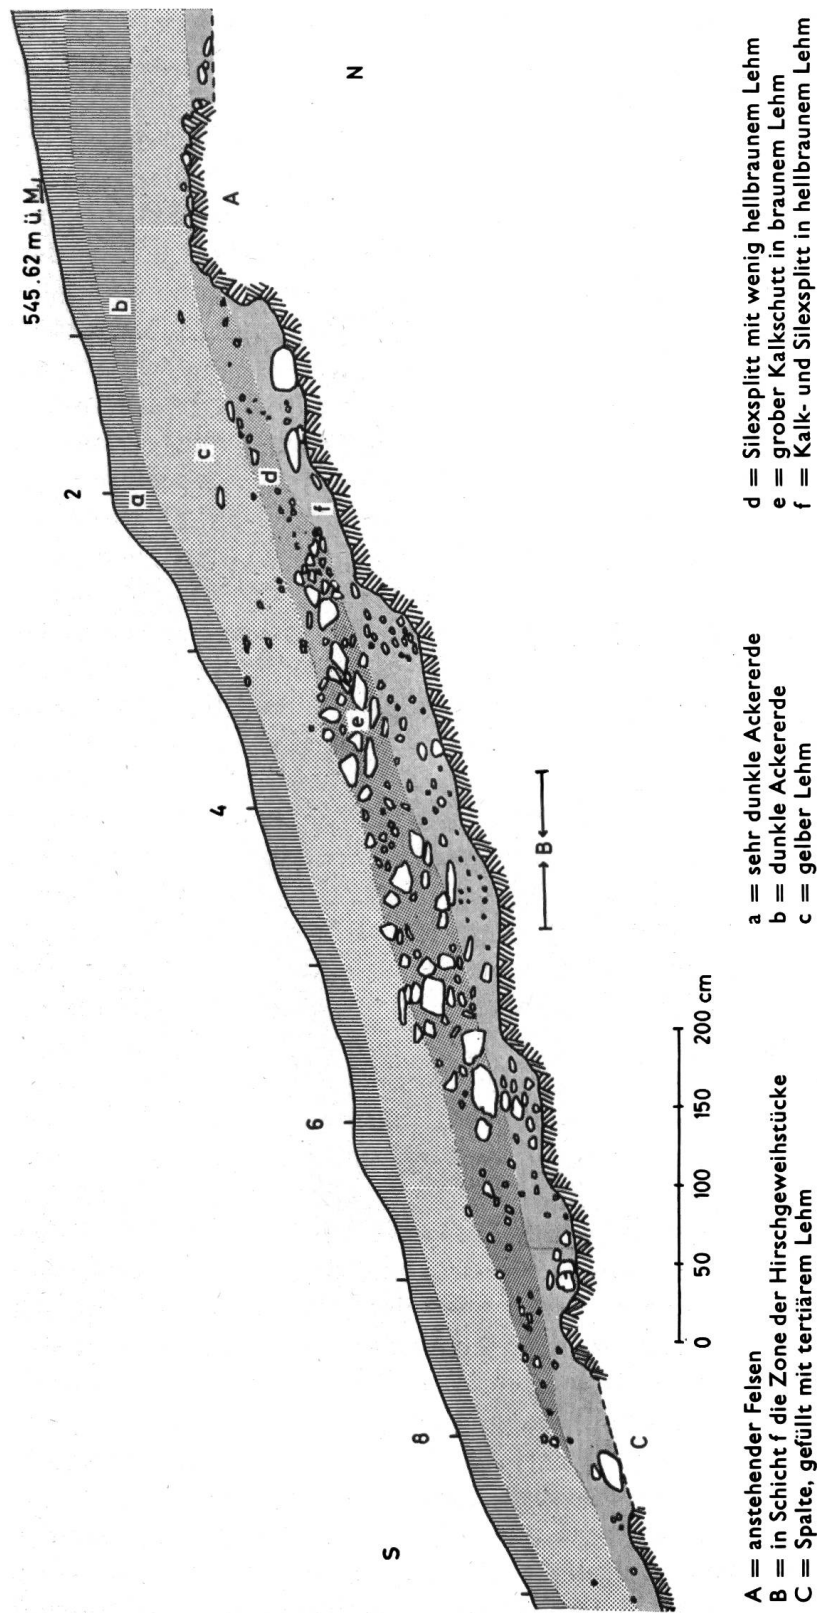 545.62 m ü. M.
S
N
8
6
4
2
a
b
c
d
e
f
A
B
C
0 50 100 150 200 cm
A = anstehender Felsen
B = in Schicht f die Zone der Hirschgeweihstücke
C = Spalte, gefüllt mit tertiärem Lehm
a = sehr dunkle Ackererde
b = dunkle Ackererde
c = gelber Lehm
d = Silexsplitt mit wenig hellbraunem Lehm
e = grober Kalkschutt in braunem Lehm
f = Kalk- und Silexsplitt in hellbraunem Lehm